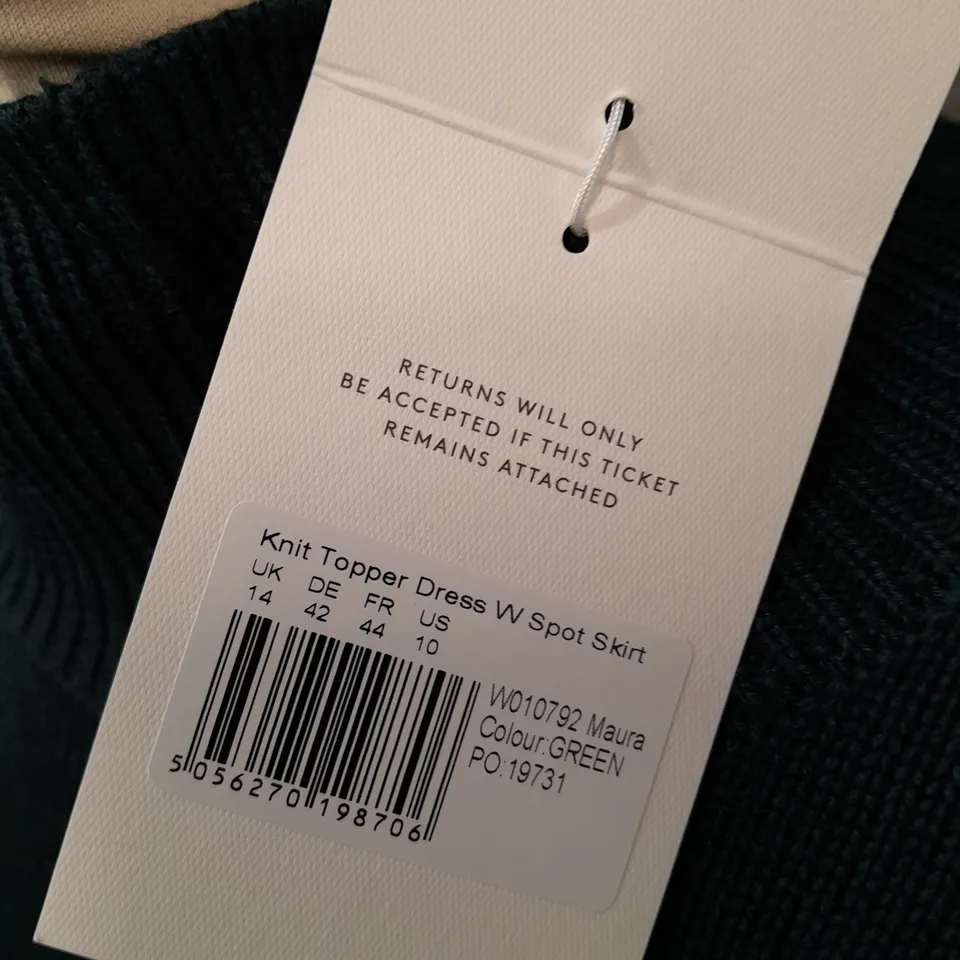 RETURNS WILL ONLY
BE ACCEPTED IF THIS TICKET
REMAINS ATTACHED
Knit Topper Dress W Spot Skirt
UK DE FR US
14 42 44 10
W010792 Maura
Colour:GREEN
PO:19731
5 056270 198706